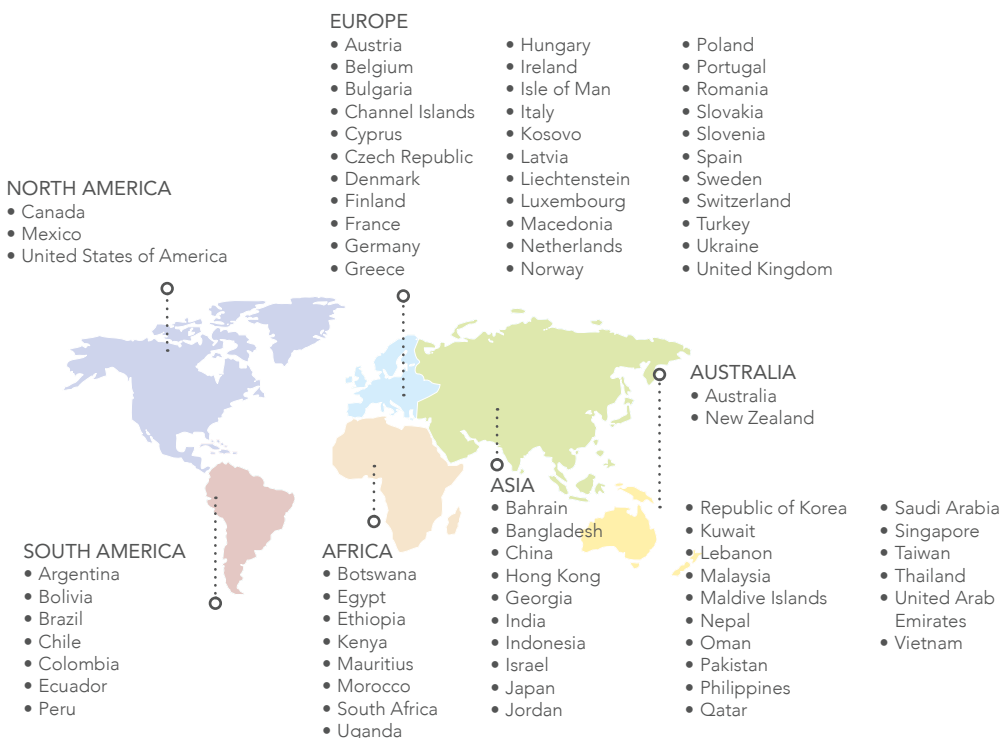 EUROPE
• Austria
• Belgium
• Bulgaria
• Channel Islands
• Cyprus
• Czech Republic
• Denmark
• Finland
• France
• Germany
• Greece
• Hungary
• Ireland
• Isle of Man
• Italy
• Kosovo
• Latvia
• Liechtenstein
• Luxembourg
• Macedonia
• Netherlands
• Norway
• Poland
• Portugal
• Romania
• Slovakia
• Slovenia
• Spain
• Sweden
• Switzerland
• Turkey
• Ukraine
• United Kingdom
NORTH AMERICA
• Canada
• Mexico
• United States of America
AUSTRALIA
• Australia
• New Zealand
SOUTH AMERICA
• Argentina
• Bolivia
• Brazil
• Chile
• Colombia
• Ecuador
• Peru
AFRICA
• Botswana
• Egypt
• Ethiopia
• Kenya
• Mauritius
• Morocco
• South Africa
• Uganda
ASIA
• Bahrain
• Bangladesh
• China
• Hong Kong
• Georgia
• India
• Indonesia
• Israel
• Japan
• Jordan
• Republic of Korea
• Kuwait
• Lebanon
• Malaysia
• Maldive Islands
• Nepal
• Oman
• Pakistan
• Philippines
• Qatar
• Saudi Arabia
• Singapore
• Taiwan
• Thailand
• United Arab
Emirates
• Vietnam